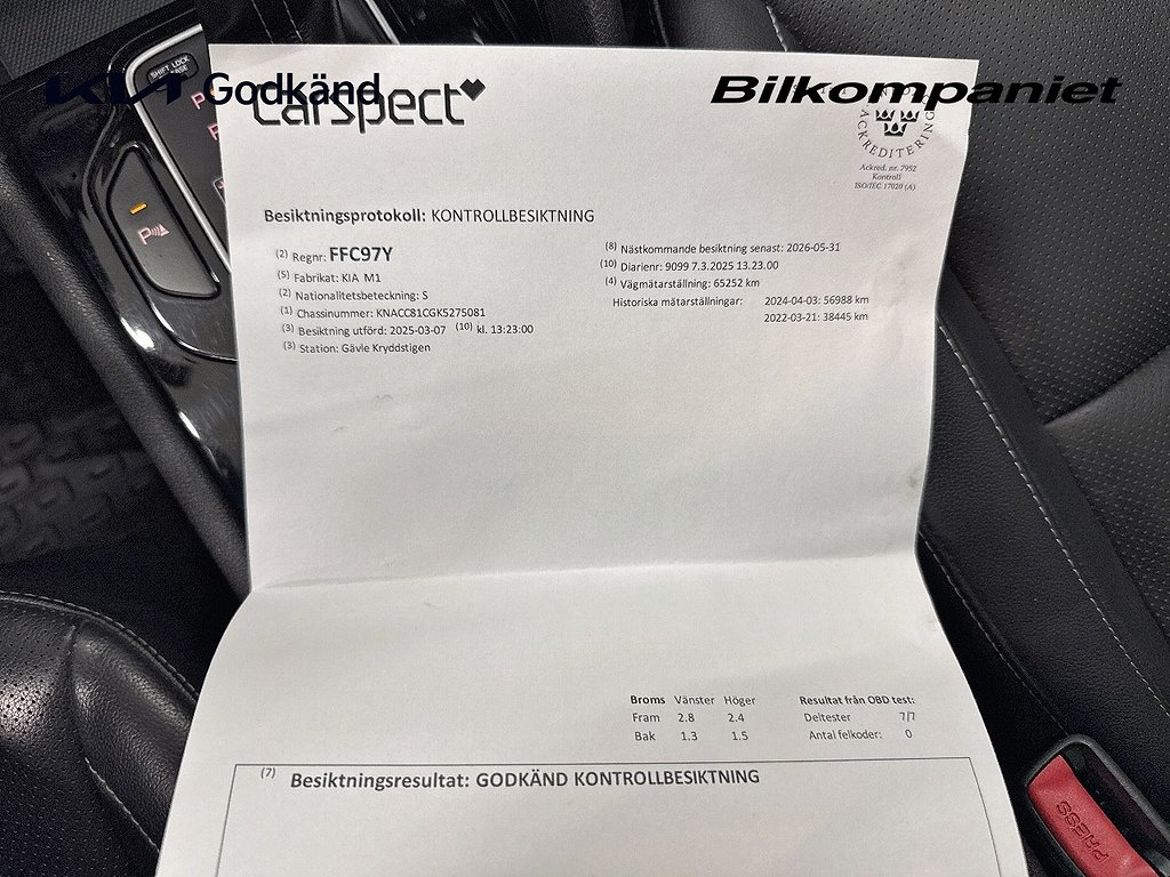 SHIFT LOCK
KIA Godkänd
Bilkompaniet
Carspect
ACKREDITERING
Ackred. nr. 7952
Kontroll
ISO/IEC 17020 (A)
Besiktningsprotokoll: KONTROLLBESIKTNING
(2) Regnr: FFC97Y
(5) Fabrikat: KIA M1
(2) Nationalitetsbeteckning: S
(1) Chassinummer: KNACC81CGK5275081
(3) Besiktning utförd: 2025-03-07 (10) kl. 13:23:00
(3) Station: Gävle Kryddstigen
(8) Nästkommande besiktning senast: 2026-05-31
(10) Diarienr: 9099 7.3.2025 13.23.00
(4) Vägmätarställning: 65252 km
Historiska mätarställningar: 2024-04-03: 56988 km
2022-03-21: 38445 km
Broms Vänster Höger
Fram 2.8 2.4
Bak 1.3 1.5
Resultat från OBD test:
Deltester 7/7
Antal felkoder: 0
(7) Besiktningsresultat: GODKÄND KONTROLLBESIKTNING
PRESS